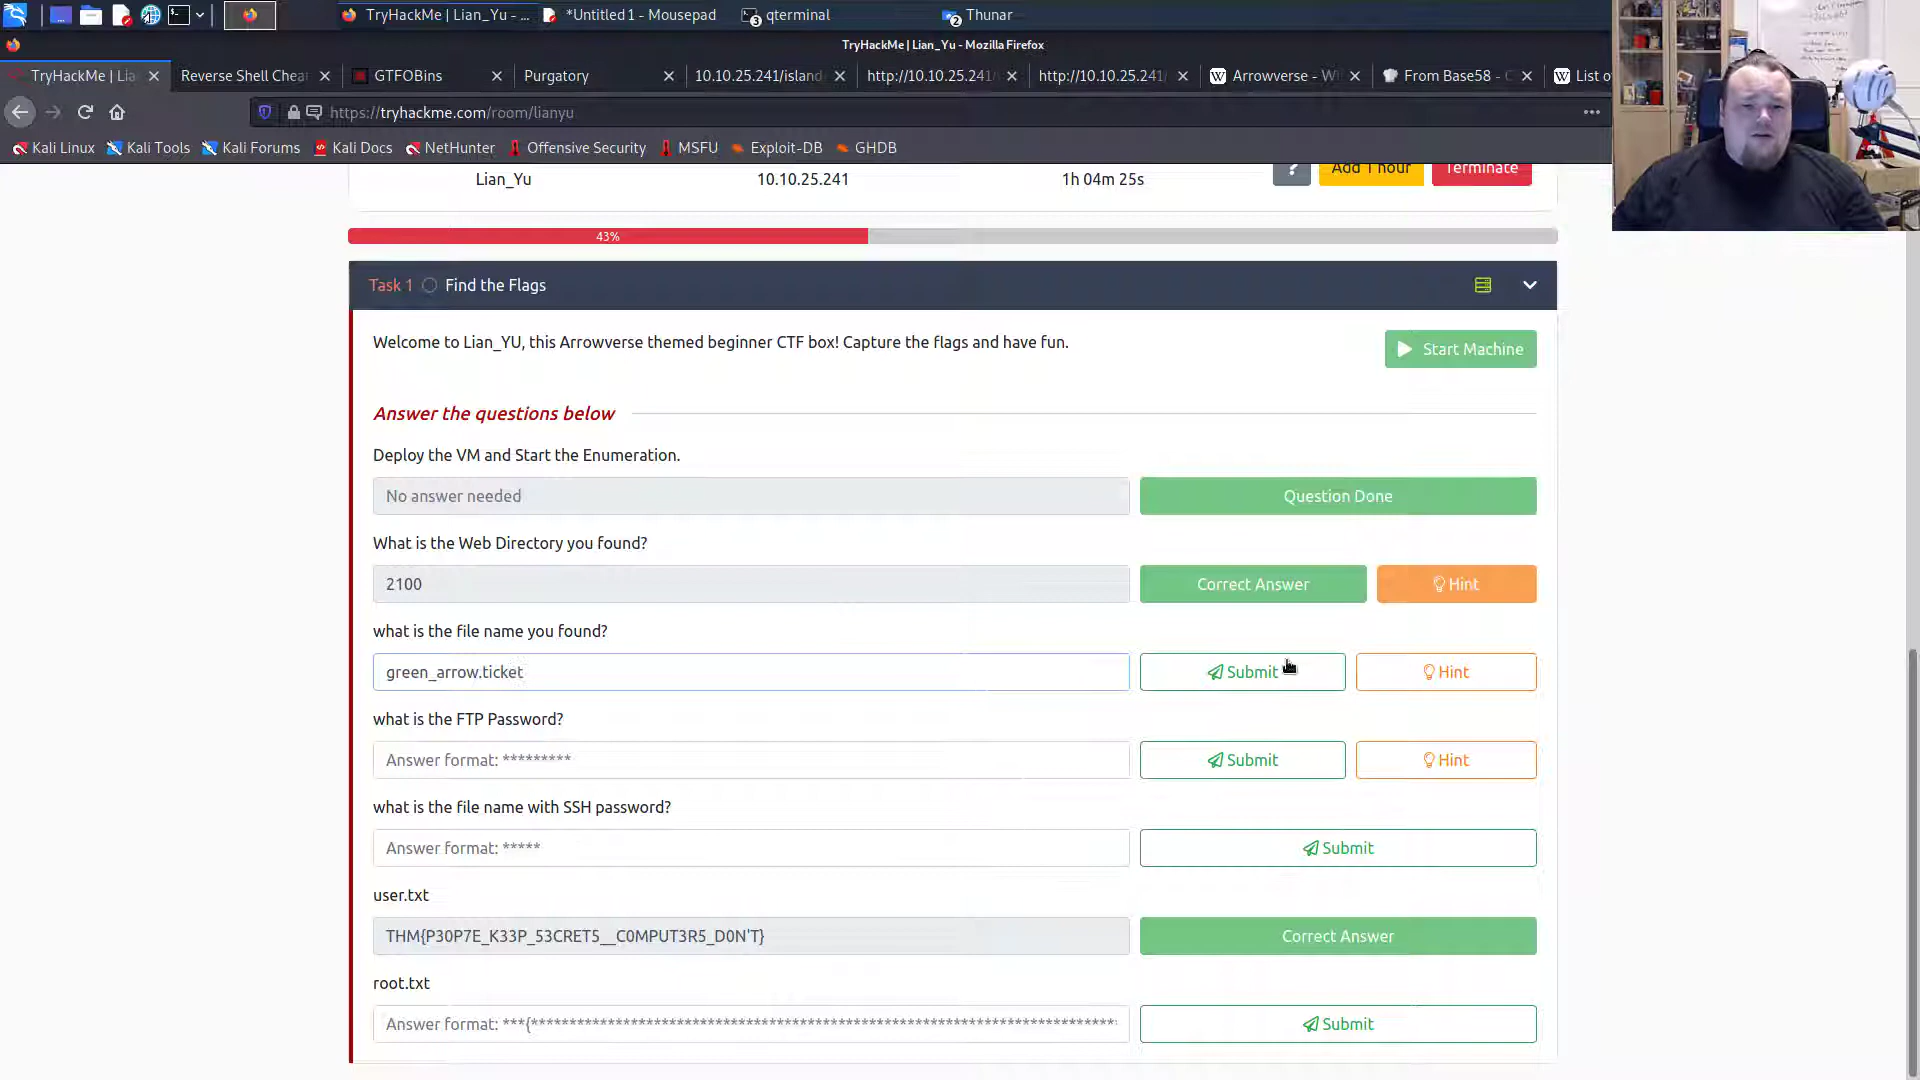 TryHackMe | Lian_Yu - ...
*Untitled 1 - Mousepad
3
qterminal
2
Thunar
TryHackMe | Lian_Yu - Mozilla Firefox
TryHackMe | Lia
Reverse Shell Chea
GTFOBins
Purgatory
10.10.25.241/island
http://10.10.25.241/
http://10.10.25.241/
W
Arrowverse - Wi
From Base58 - C
W
List o
https://tryhackme.com/room/lianyu
Kali Linux
Kali Tools
Kali Forums
Kali Docs
NetHunter
Offensive Security
MSFU
Exploit-DB
GHDB
Lian_Yu
10.10.25.241
1h 04m 25s
?
Add 1 hour
Terminate
43%
Task 1
Find the Flags
Welcome to Lian_YU, this Arrowverse themed beginner CTF box! Capture the flags and have fun.
Start Machine
Answer the questions below
Deploy the VM and Start the Enumeration.
No answer needed
Question Done
What is the Web Directory you found?
2100
Correct Answer
Hint
what is the file name you found?
green_arrow.ticket
Submit
Hint
what is the FTP Password?
Answer format: *********
Submit
Hint
what is the file name with SSH password?
Answer format: *****
Submit
user.txt
THM{P30P7E_K33P_53CRET5__C0MPUT3R5_D0N'T}
Correct Answer
root.txt
Answer format: ***{****************************************************************************
Submit